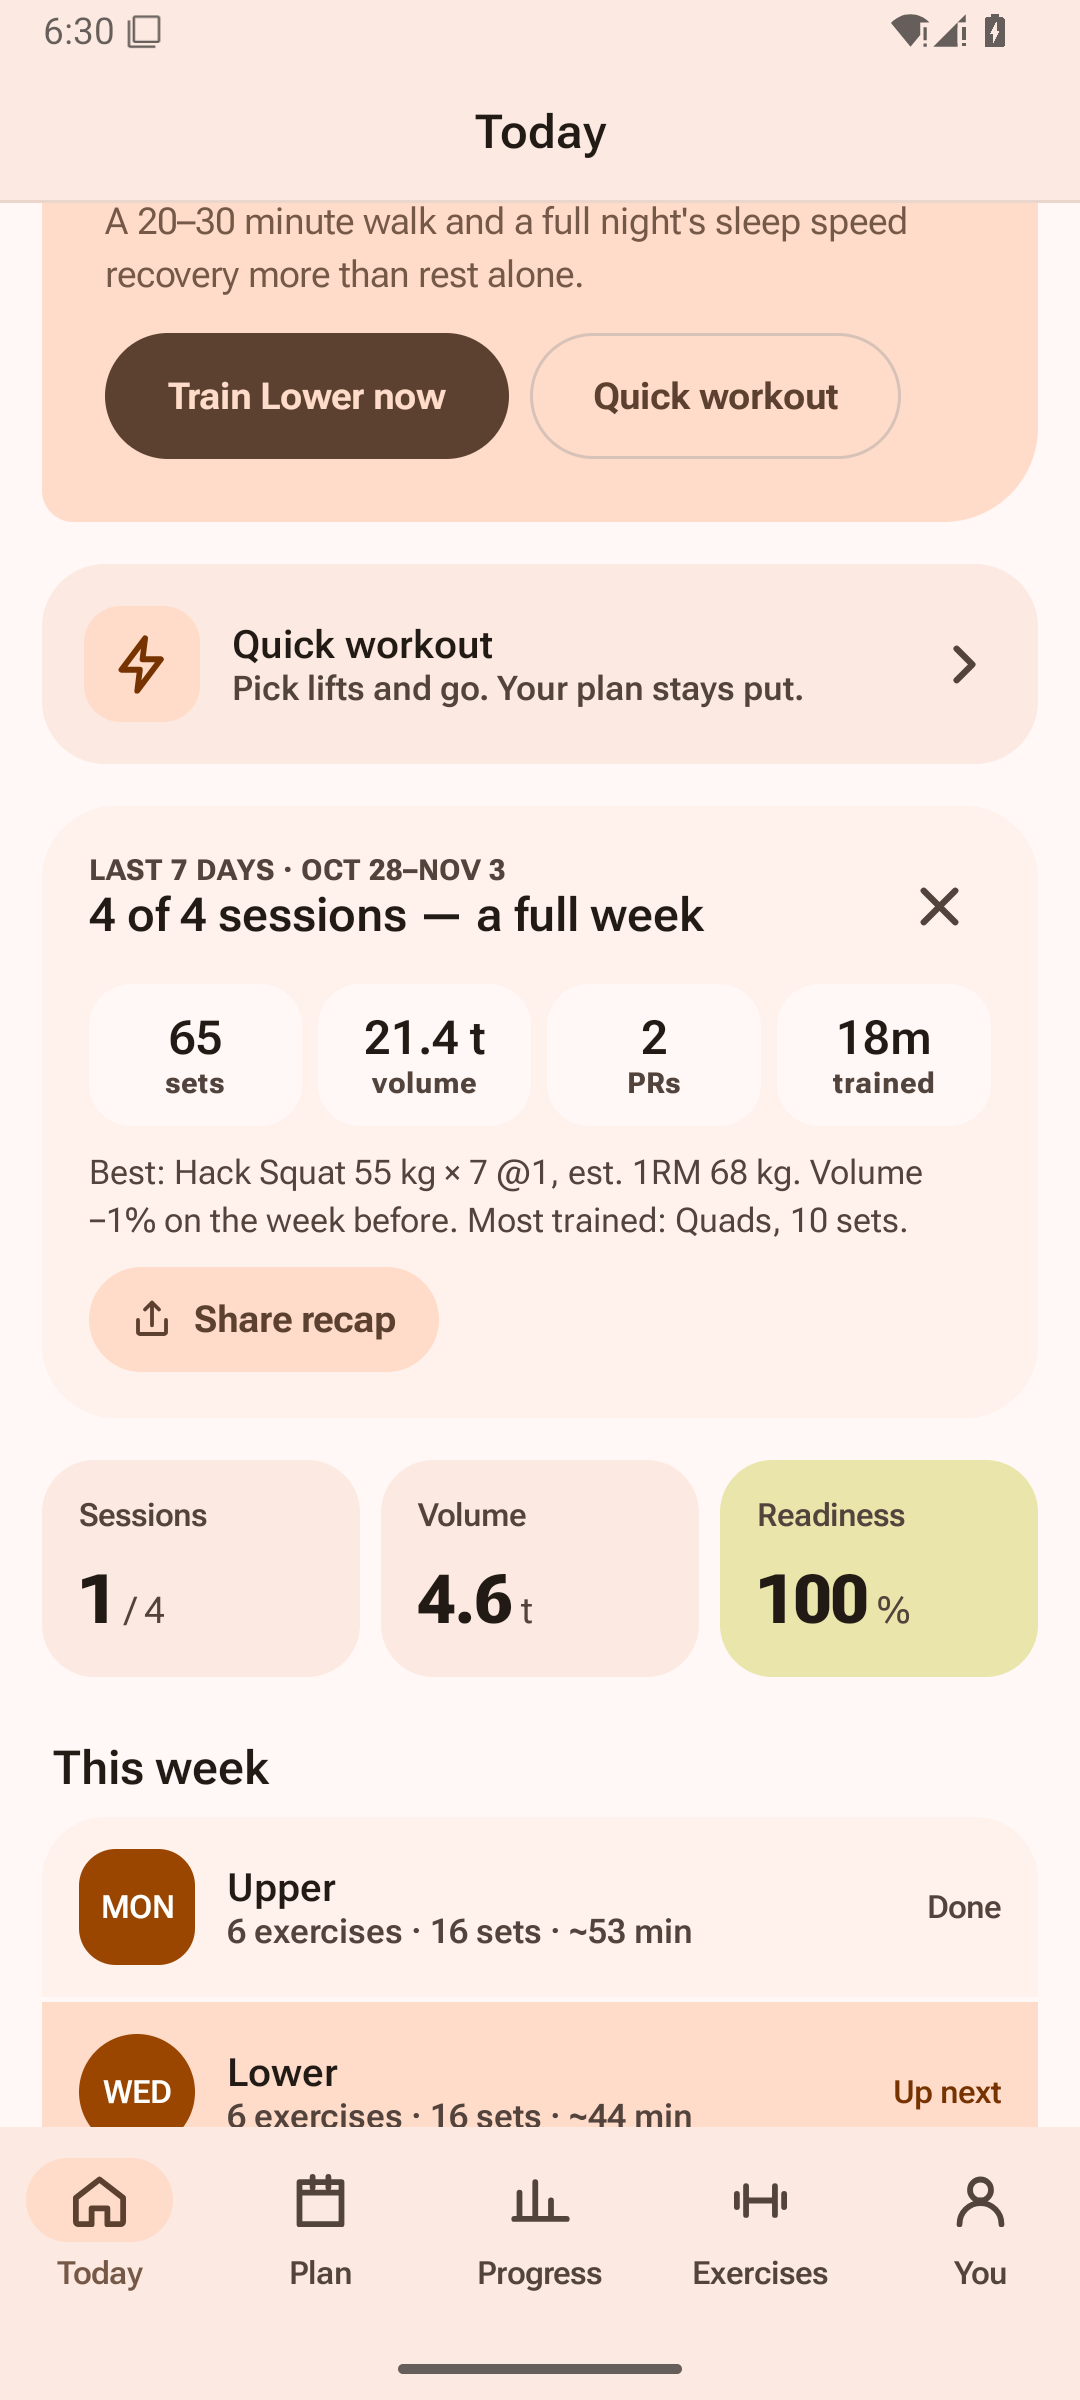 6:30
Today
A 20–30 minute walk and a full night's sleep speed
recovery more than rest alone.
Train Lower now
Quick workout
Quick workout
Pick lifts and go. Your plan stays put.
LAST 7 DAYS · OCT 28–NOV 3
4 of 4 sessions — a full week
65
sets
21.4 t
volume
2
PRs
18m
trained
Best: Hack Squat 55 kg × 7 @1, est. 1RM 68 kg. Volume
−1% on the week before. Most trained: Quads, 10 sets.
Share recap
Sessions
1 / 4
Volume
4.6 t
Readiness
100 %
This week
MON
Upper
6 exercises · 16 sets · ~53 min
Done
WED
Lower
6 exercises · 16 sets · ~44 min
Up next
Today
Plan
Progress
Exercises
You